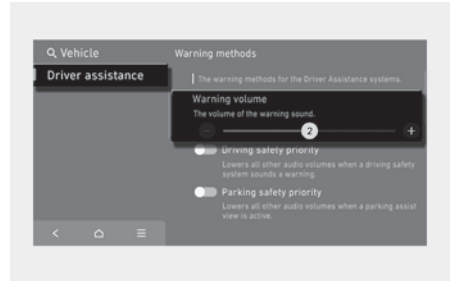 Vehicle
Driver assistance
Warning methods
The warning methods for the Driver Assistance systems.
Warning volume
The volume of the warning sound.
2
Driving safety priority
Lowers all other audio volumes when a driving safety
system sounds a warning.
Parking safety priority
Lowers all other audio volumes when a parking assist
view is active.